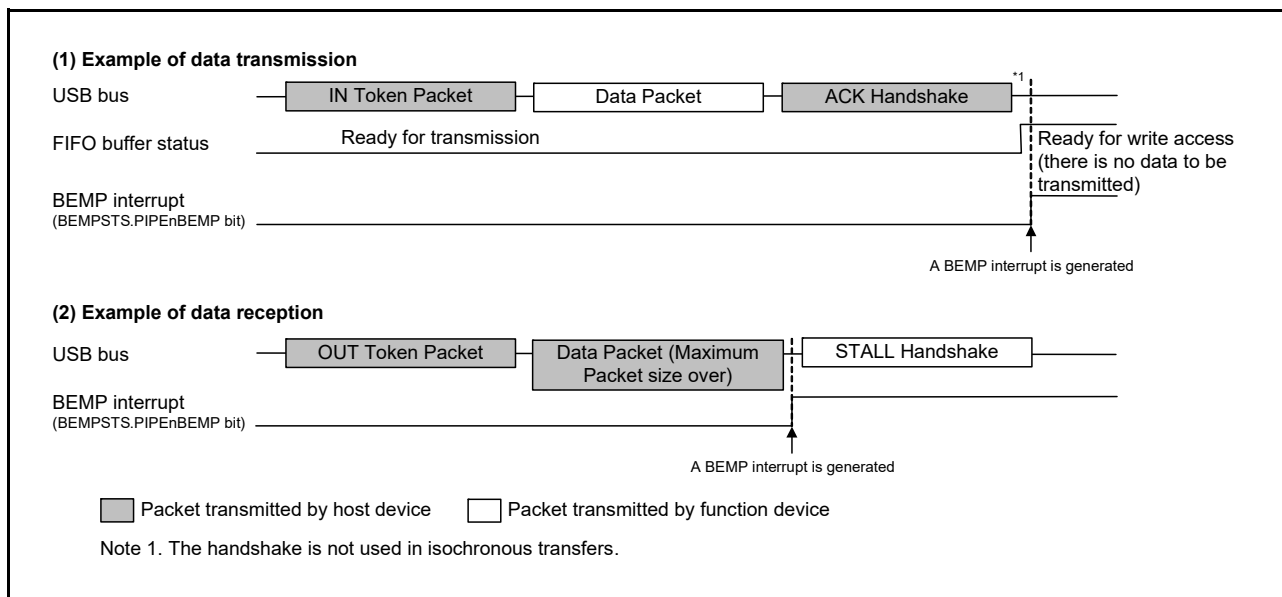 (1) Example of data transmission
USB bus
IN Token Packet
Data Packet
ACK Handshake
*1
FIFO buffer status
Ready for transmission
Ready for write access
(there is no data to be
transmitted)
BEMP interrupt
(BEMPSTS.PIPEnBEMP bit)
A BEMP interrupt is generated
(2) Example of data reception
USB bus
OUT Token Packet
Data Packet (Maximum
Packet size over)
STALL Handshake
BEMP interrupt
(BEMPSTS.PIPEnBEMP bit)
A BEMP interrupt is generated
Packet transmitted by host device
Packet transmitted by function device
Note 1. The handshake is not used in isochronous transfers.